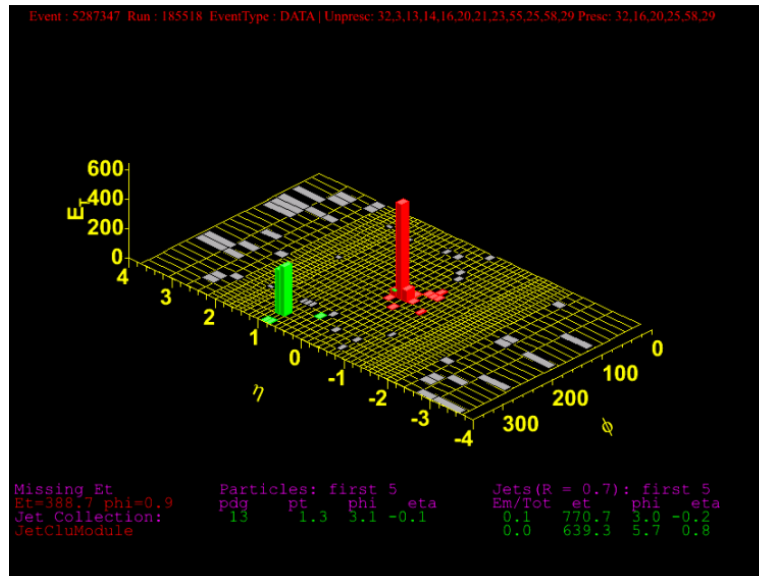 Event : 5287347 Run : 185518 EventType : DATA | Unpresc: 32,3,13,14,16,20,21,23,55,25,58,29 Presc: 32,16,20,25,58,29
600
400
200
0
E_T
4
3
2
1
0
-1
-2
-3
-4
η
300
200
100
0
ϕ
Missing Et Particles: first 5 Jets(R = 0.7): first 5
Et=388.7 phi=0.9 pdg pt phi eta Em/Tot et phi eta
Jet Collection: 13 1.3 3.1 -0.1 0.1 770.7 3.0 -0.2
JetCluModule 0.0 639.3 5.7 0.8